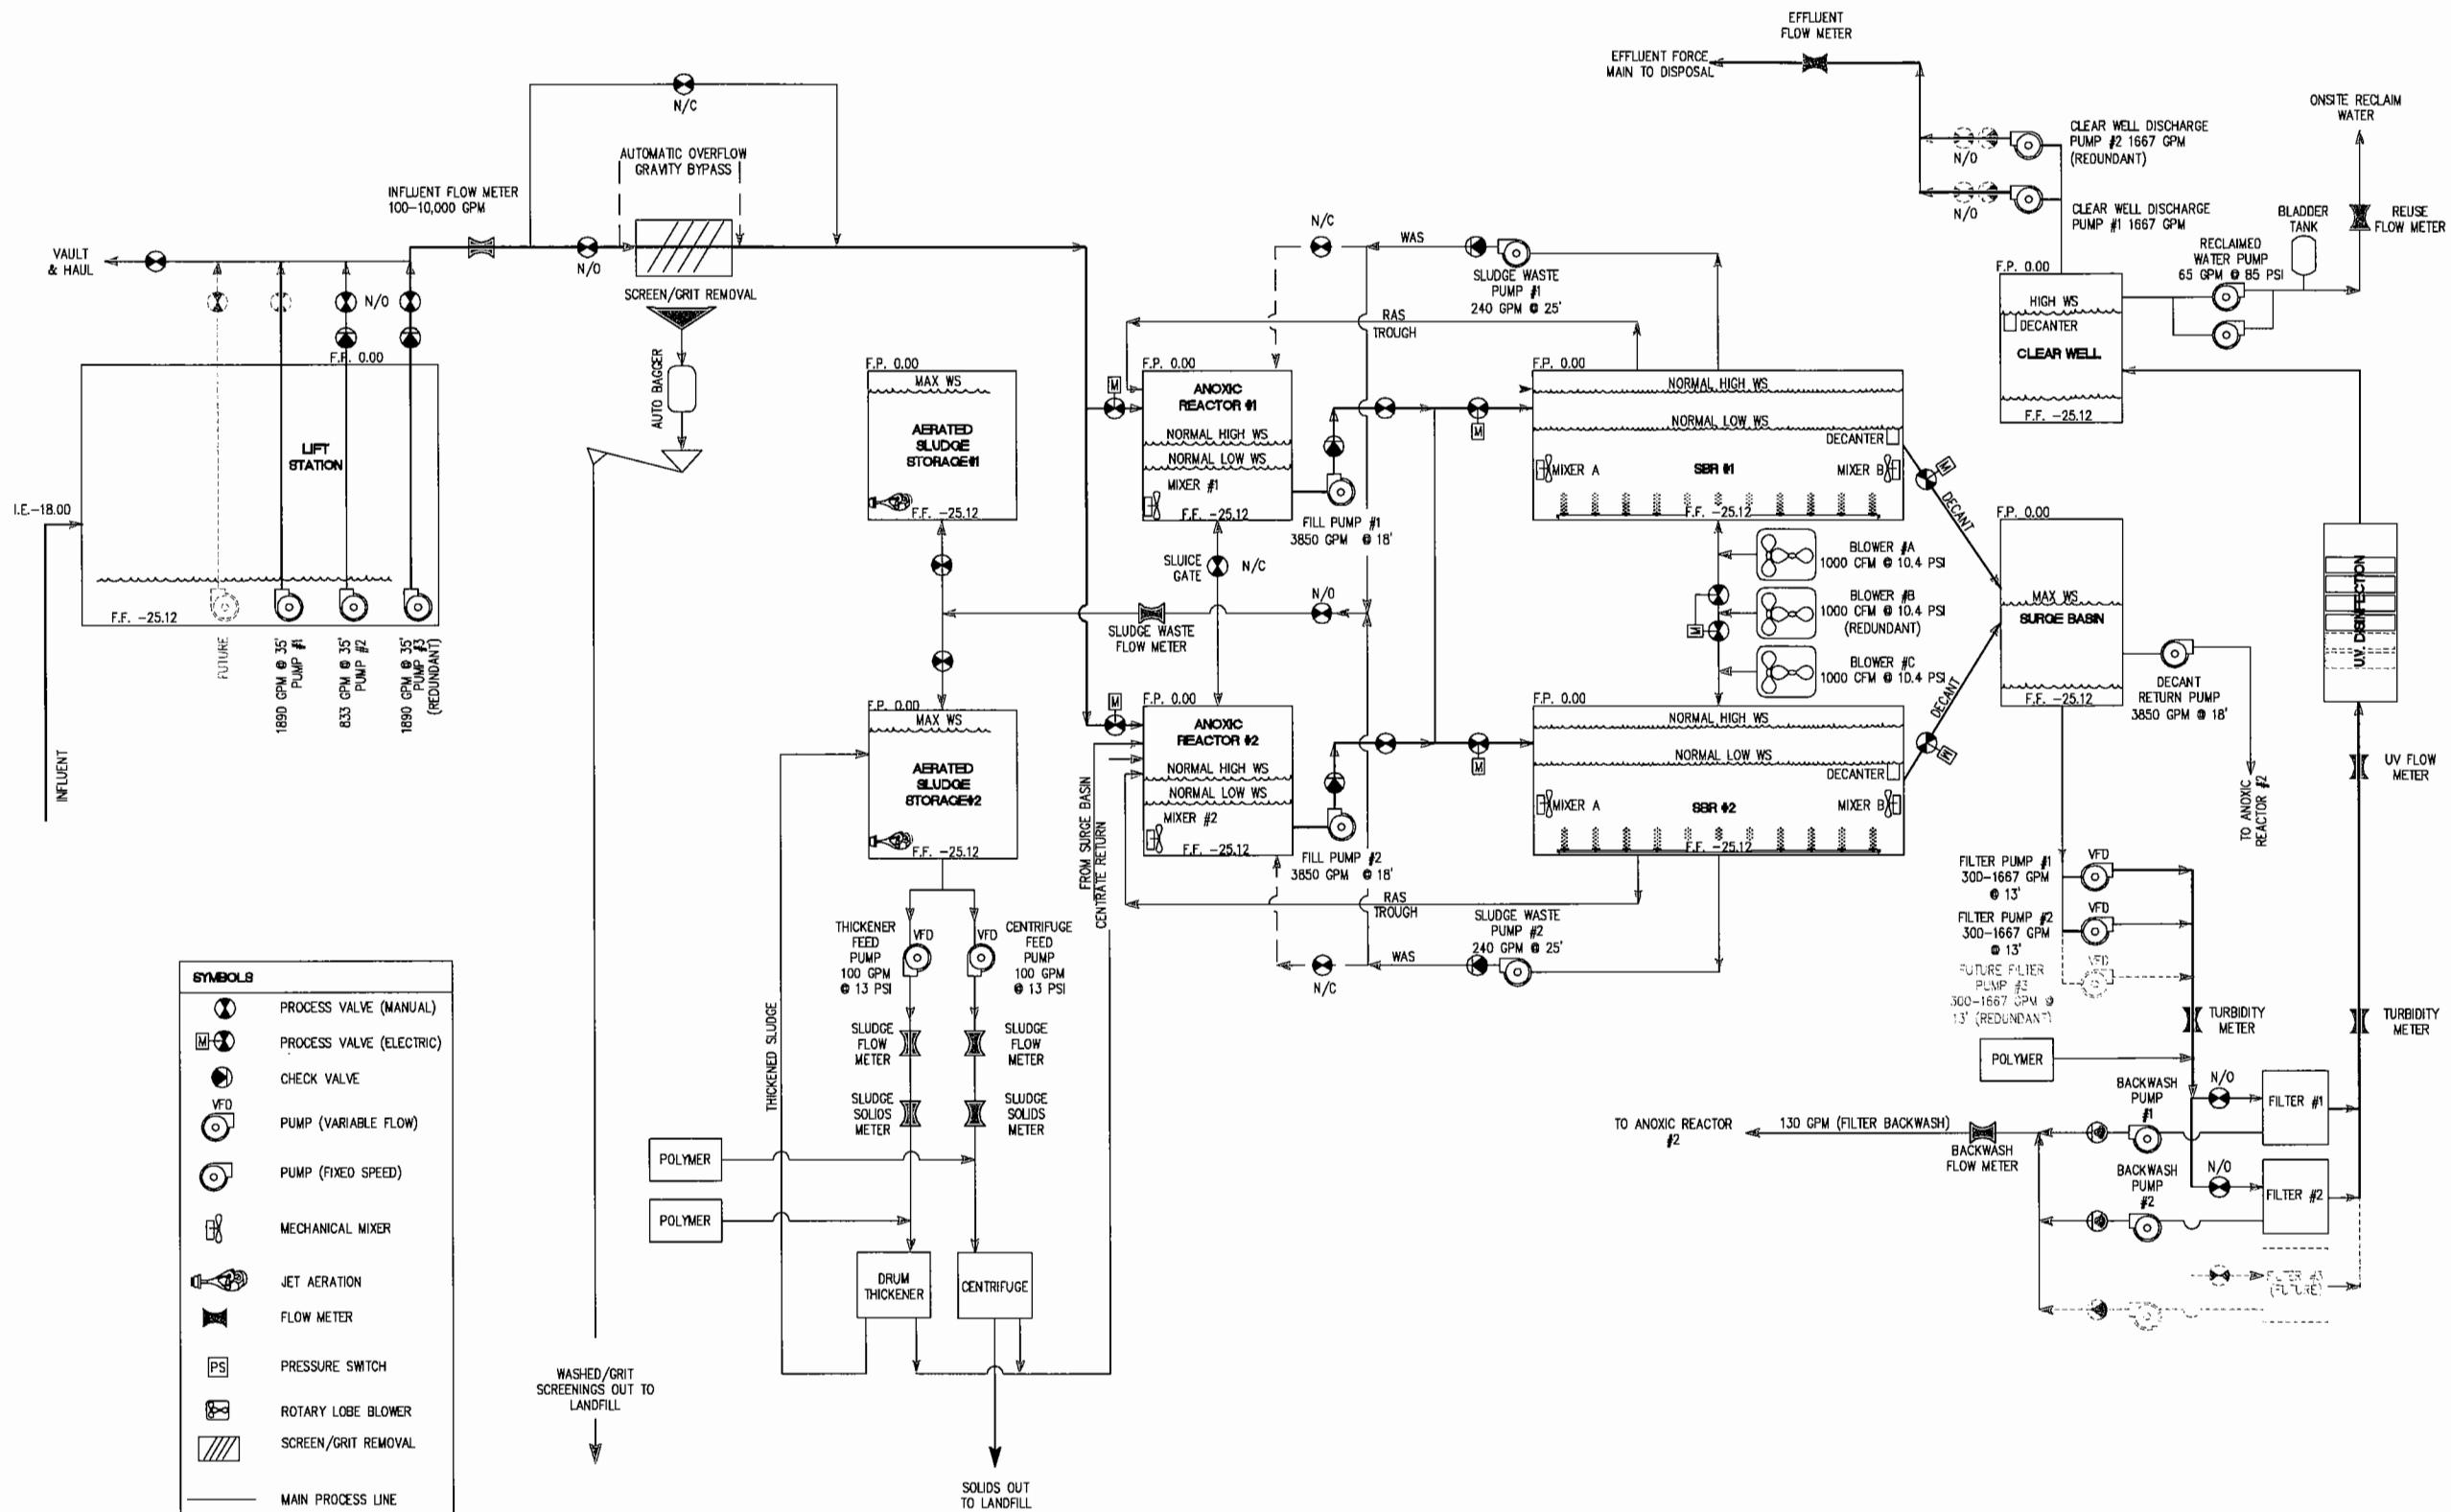 EFFLUENT
FLOW METER
EFFLUENT FORCE
MAIN TO DISPOSAL
ONSITE RECLAIM
WATER
N/C
CLEAR WELL DISCHARGE
PUMP #2 1667 GPM
(REDUNDANT)
N/O
AUTOMATIC OVERFLOW
GRAVITY BYPASS
INFLUENT FLOW METER
100-10,000 GPM
CLEAR WELL DISCHARGE
PUMP #1 1667 GPM
N/O
BLADDER
TANK
REUSE
FLOW METER
RECLAIMED
WATER PUMP
65 GPM @ 85 PSI
VAULT
& HAUL
N/O
SCREEN/GRIT REMOVAL
N/C
WAS
SLUDGE WASTE
PUMP #1
240 GPM @ 25'
RAS
TROUGH
F.P. 0.00
HIGH WS
DECANTER
CLEAR WELL
F.F. -25.12
N/O
F.F. 0.00
LIFT
STATION
I.E.-18.00
F.F. -25.12
INFLUENT
FUTURE
1890 GPM @ 35'
PUMP #1
833 GPM @ 35'
PUMP #2
1890 GPM @ 35'
PUMP #3
(REDUNDANT)
AUTO BAGGER
F.P. 0.00
MAX WS
AERATED
SLUDGE
STORAGE#1
F.F. -25.12
F.P. 0.00
M
ANOXIC
REACTOR #1
NORMAL HIGH WS
NORMAL LOW WS
MIXER #1
F.F. -25.12
FILL PUMP #1
3850 GPM @ 18'
M
F.P. 0.00
NORMAL HIGH WS
NORMAL LOW WS
DECANTER
MIXER A
SBR #1
MIXER B
F.F. -25.12
M
DECANT
SLUICE
GATE
N/C
N/O
SLUDGE WASTE
FLOW METER
BLOWER #A
1000 CFM @ 10.4 PSI
BLOWER #B
1000 CFM @ 10.4 PSI
(REDUNDANT)
M
BLOWER #C
1000 CFM @ 10.4 PSI
F.P. 0.00
MAX WS
SURGE BASIN
F.F. -25.12
DECANT
M
DECANT
RETURN PUMP
3850 GPM @ 18'
TO ANOXIC
REACTOR #2
U.V. DISINFECTION
UV FLOW
METER
F.P. 0.00
MAX WS
AERATED
SLUDGE
STORAGE#2
F.F. -25.12
F.P. 0.00
M
ANOXIC
REACTOR #2
NORMAL HIGH WS
NORMAL LOW WS
MIXER #2
F.F. -25.12
FROM SURGE BASIN
CENTRATE RETURN
FILL PUMP #2
3850 GPM @ 18'
M
F.P. 0.00
NORMAL HIGH WS
NORMAL LOW WS
DECANTER
MIXER A
SBR #2
MIXER B
F.F. -25.12
RAS
TROUGH
SLUDGE WASTE
PUMP #2
240 GPM @ 25'
WAS
N/C
FILTER PUMP #1
300-1667 GPM
@ 13'
VFD
FILTER PUMP #2
300-1667 GPM
@ 13'
VFD
FUTURE FILTER
PUMP #3
300-1667 GPM @
13' (REDUNDANT)
VFD
TURBIDITY
METER
TURBIDITY
METER
POLYMER
BACKWASH
PUMP
#1
N/O
FILTER #1
TO ANOXIC REACTOR
#2
130 GPM (FILTER BACKWASH)
BACKWASH
FLOW METER
BACKWASH
PUMP
#2
N/O
FILTER #2
FILTER #3
(FUTURE)
THICKENER
FEED
PUMP
100 GPM
@ 13 PSI
VFD
VFD
CENTRIFUGE
FEED
PUMP
100 GPM
@ 13 PSI
THICKENED SLUDGE
SLUDGE
FLOW
METER
SLUDGE
FLOW
METER
SLUDGE
SOLIDS
METER
SLUDGE
SOLIDS
METER
POLYMER
POLYMER
DRUM
THICKENER
CENTRIFUGE
WASHED/GRIT
SCREENINGS OUT TO
LANDFILL
SOLIDS OUT
TO LANDFILL
SYMBOLS
PROCESS VALVE (MANUAL)
M
PROCESS VALVE (ELECTRIC)
CHECK VALVE
VFD
PUMP (VARIABLE FLOW)
PUMP (FIXED SPEED)
MECHANICAL MIXER
JET AERATION
FLOW METER
PS
PRESSURE SWITCH
ROTARY LOBE BLOWER
SCREEN/GRIT REMOVAL
MAIN PROCESS LINE